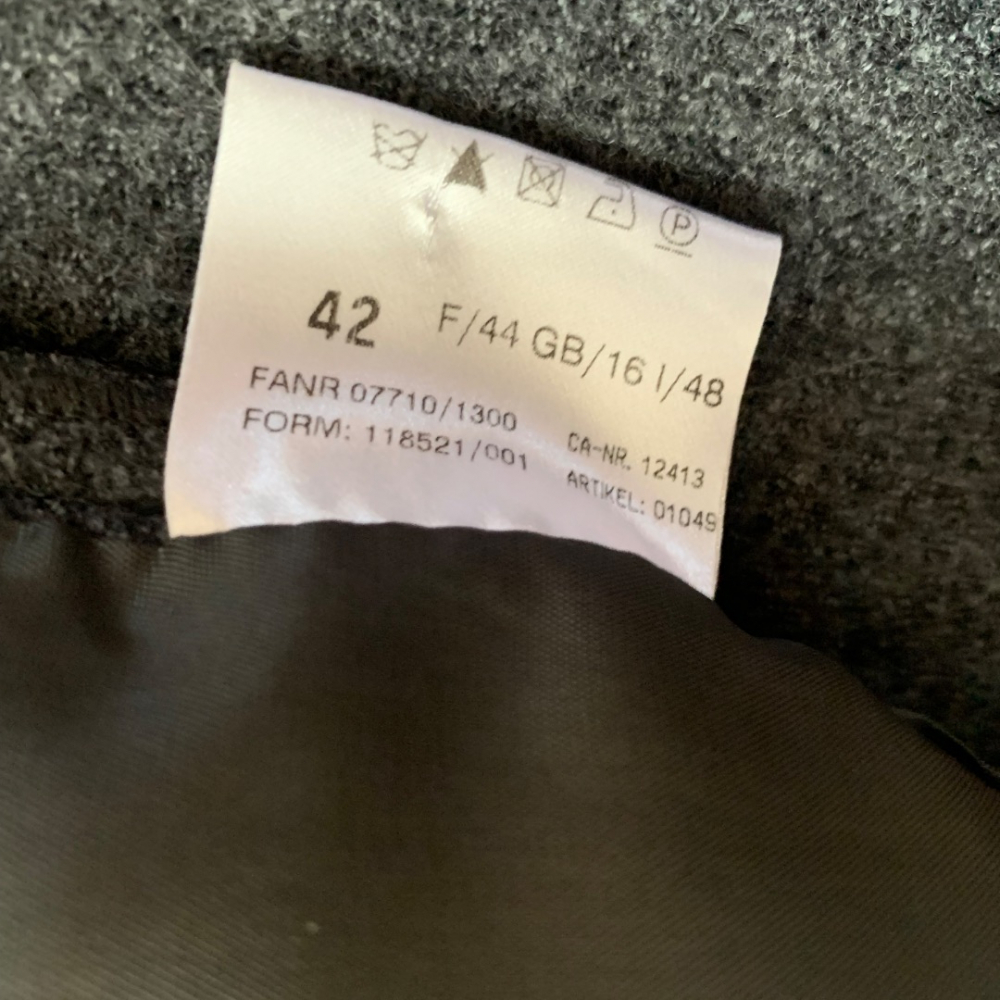 P
42 F/44 GB/16 I/48
FANR 07710/1300
FORM: 118521/001
CA-NR. 12413
ARTIKEL: 01049